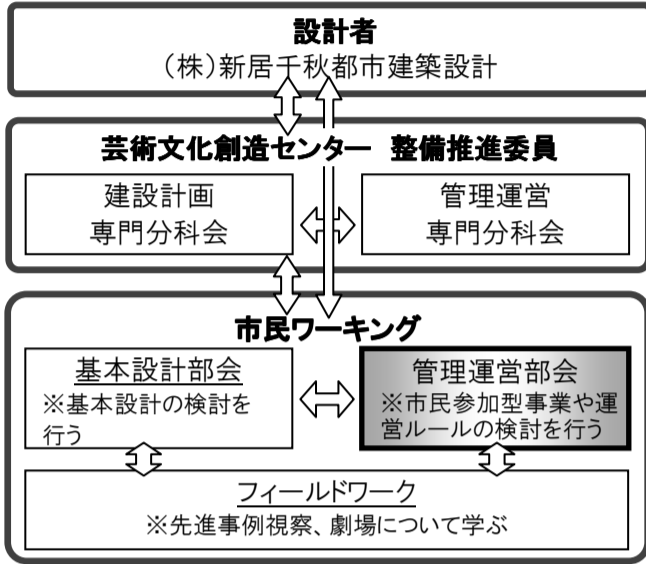 設計者
（株）新居千秋都市建築設計
芸術文化創造センター　整備推進委員
建設計画
専門分科会
管理運営
専門分科会
市民ワーキング
基本設計部会
※基本設計の検討を
行う
管理運営部会
※市民参加型事業や運
営ルールの検討を行う
フィールドワーク
※先進事例視察、劇場について学ぶ